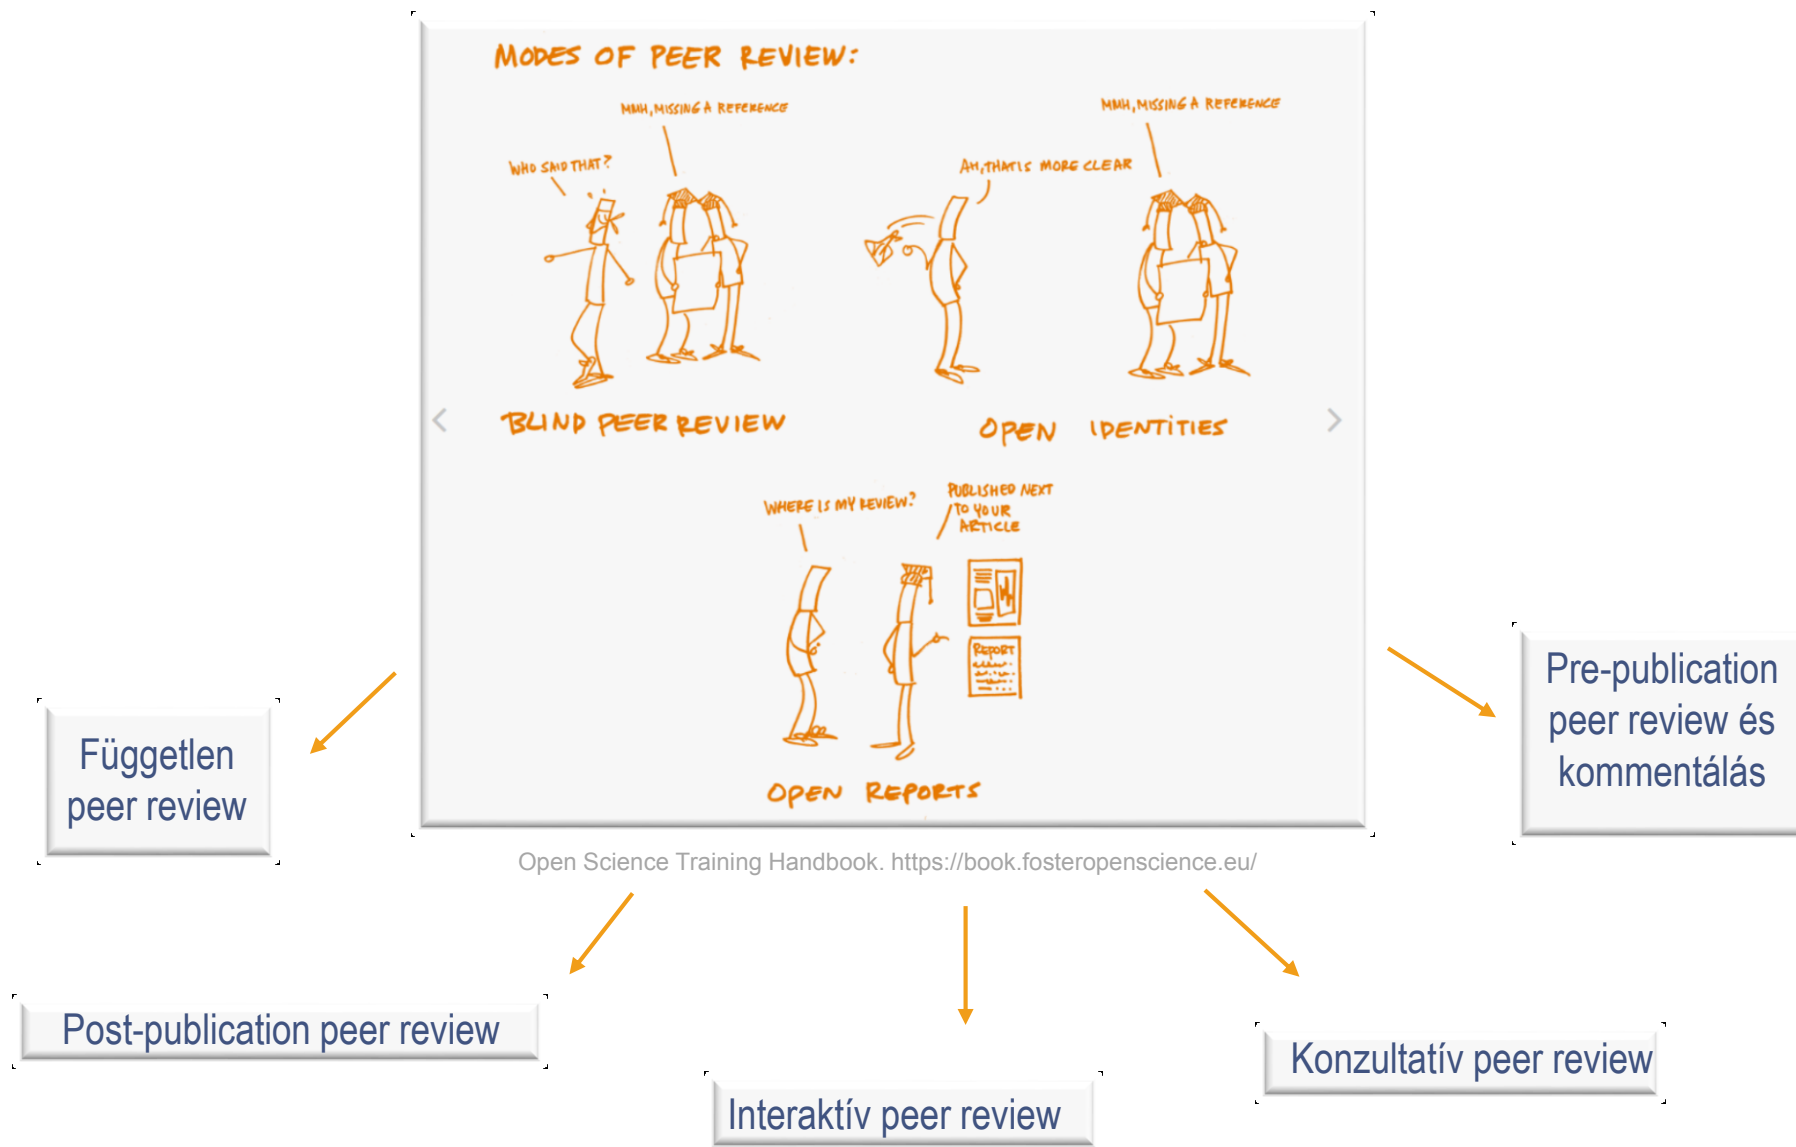 MODES OF PEER REVIEW:
MMH, MISSING A REFERENCE
WHO SAID THAT?
BLIND PEER REVIEW
MMH, MISSING A REFERENCE
AH, THAT IS MORE CLEAR
OPEN IDENTITIES
WHERE IS MY REVIEW?
PUBLISHED NEXT
TO YOUR
ARTICLE
REPORT
OPEN REPORTS
Open Science Training Handbook. https://book.fosteropenscience.eu/
Független
peer review
Pre-publication
peer review és
kommentálás
Post-publication peer review
Interaktív peer review
Konzultatív peer review